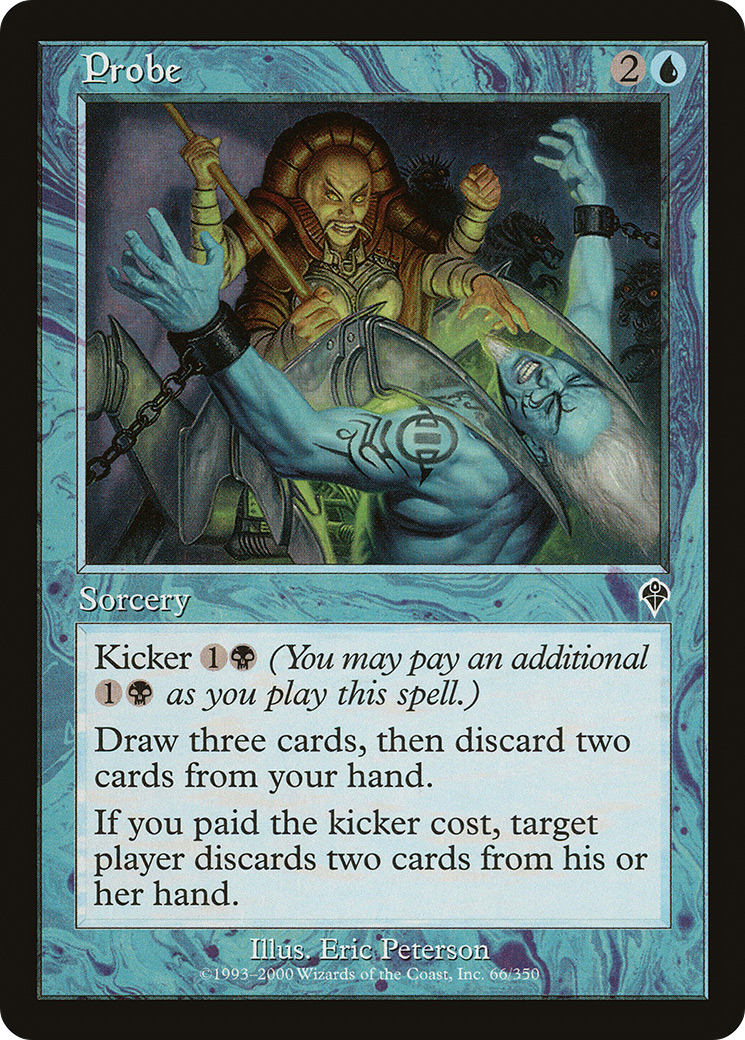 Probe 2
Sorcery
Kicker 1 (You may pay an additional
1 as you play this spell.)
Draw three cards, then discard two
cards from your hand.
If you paid the kicker cost, target
player discards two cards from his or
her hand.
Illus. Eric Peterson
©1993–2000 Wizards of the Coast, Inc. 66/350